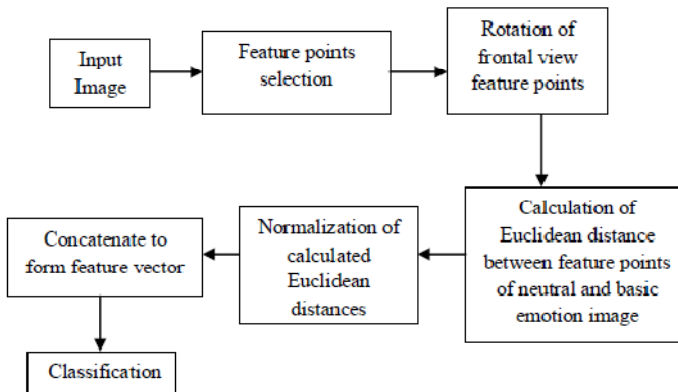 Input
Image
Feature points
selection
Rotation of
frontal view
feature points
Calculation of
Euclidean distance
between feature points
of neutral and basic
emotion image
Normalization of
calculated
Euclidean
distances
Concatenate to
form feature vector
Classification